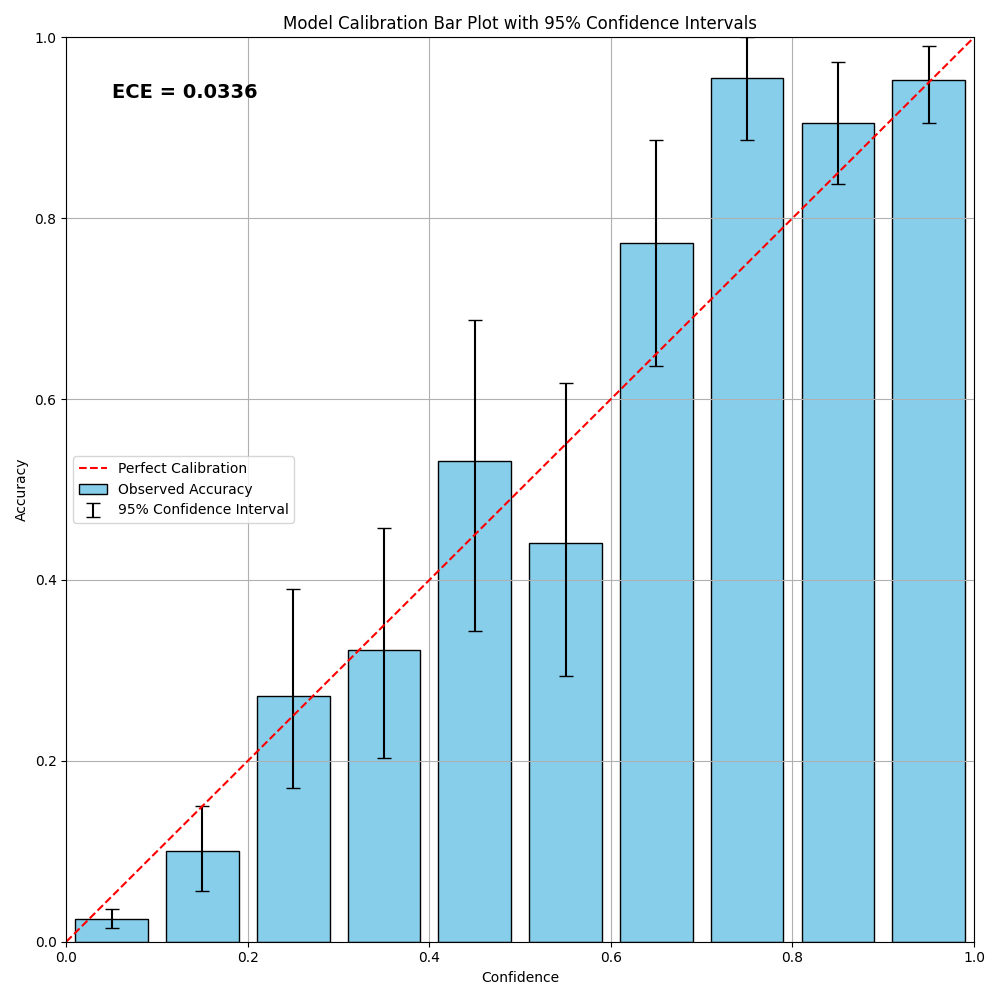 Model Calibration Bar Plot with 95% Confidence Intervals
1.0
ECE = 0.0336
0.8
0.6
Accuracy
Perfect Calibration
Observed Accuracy
95% Confidence Interval
0.4
0.2
0.0
0.0 0.2 0.4 0.6 0.8 1.0
Confidence